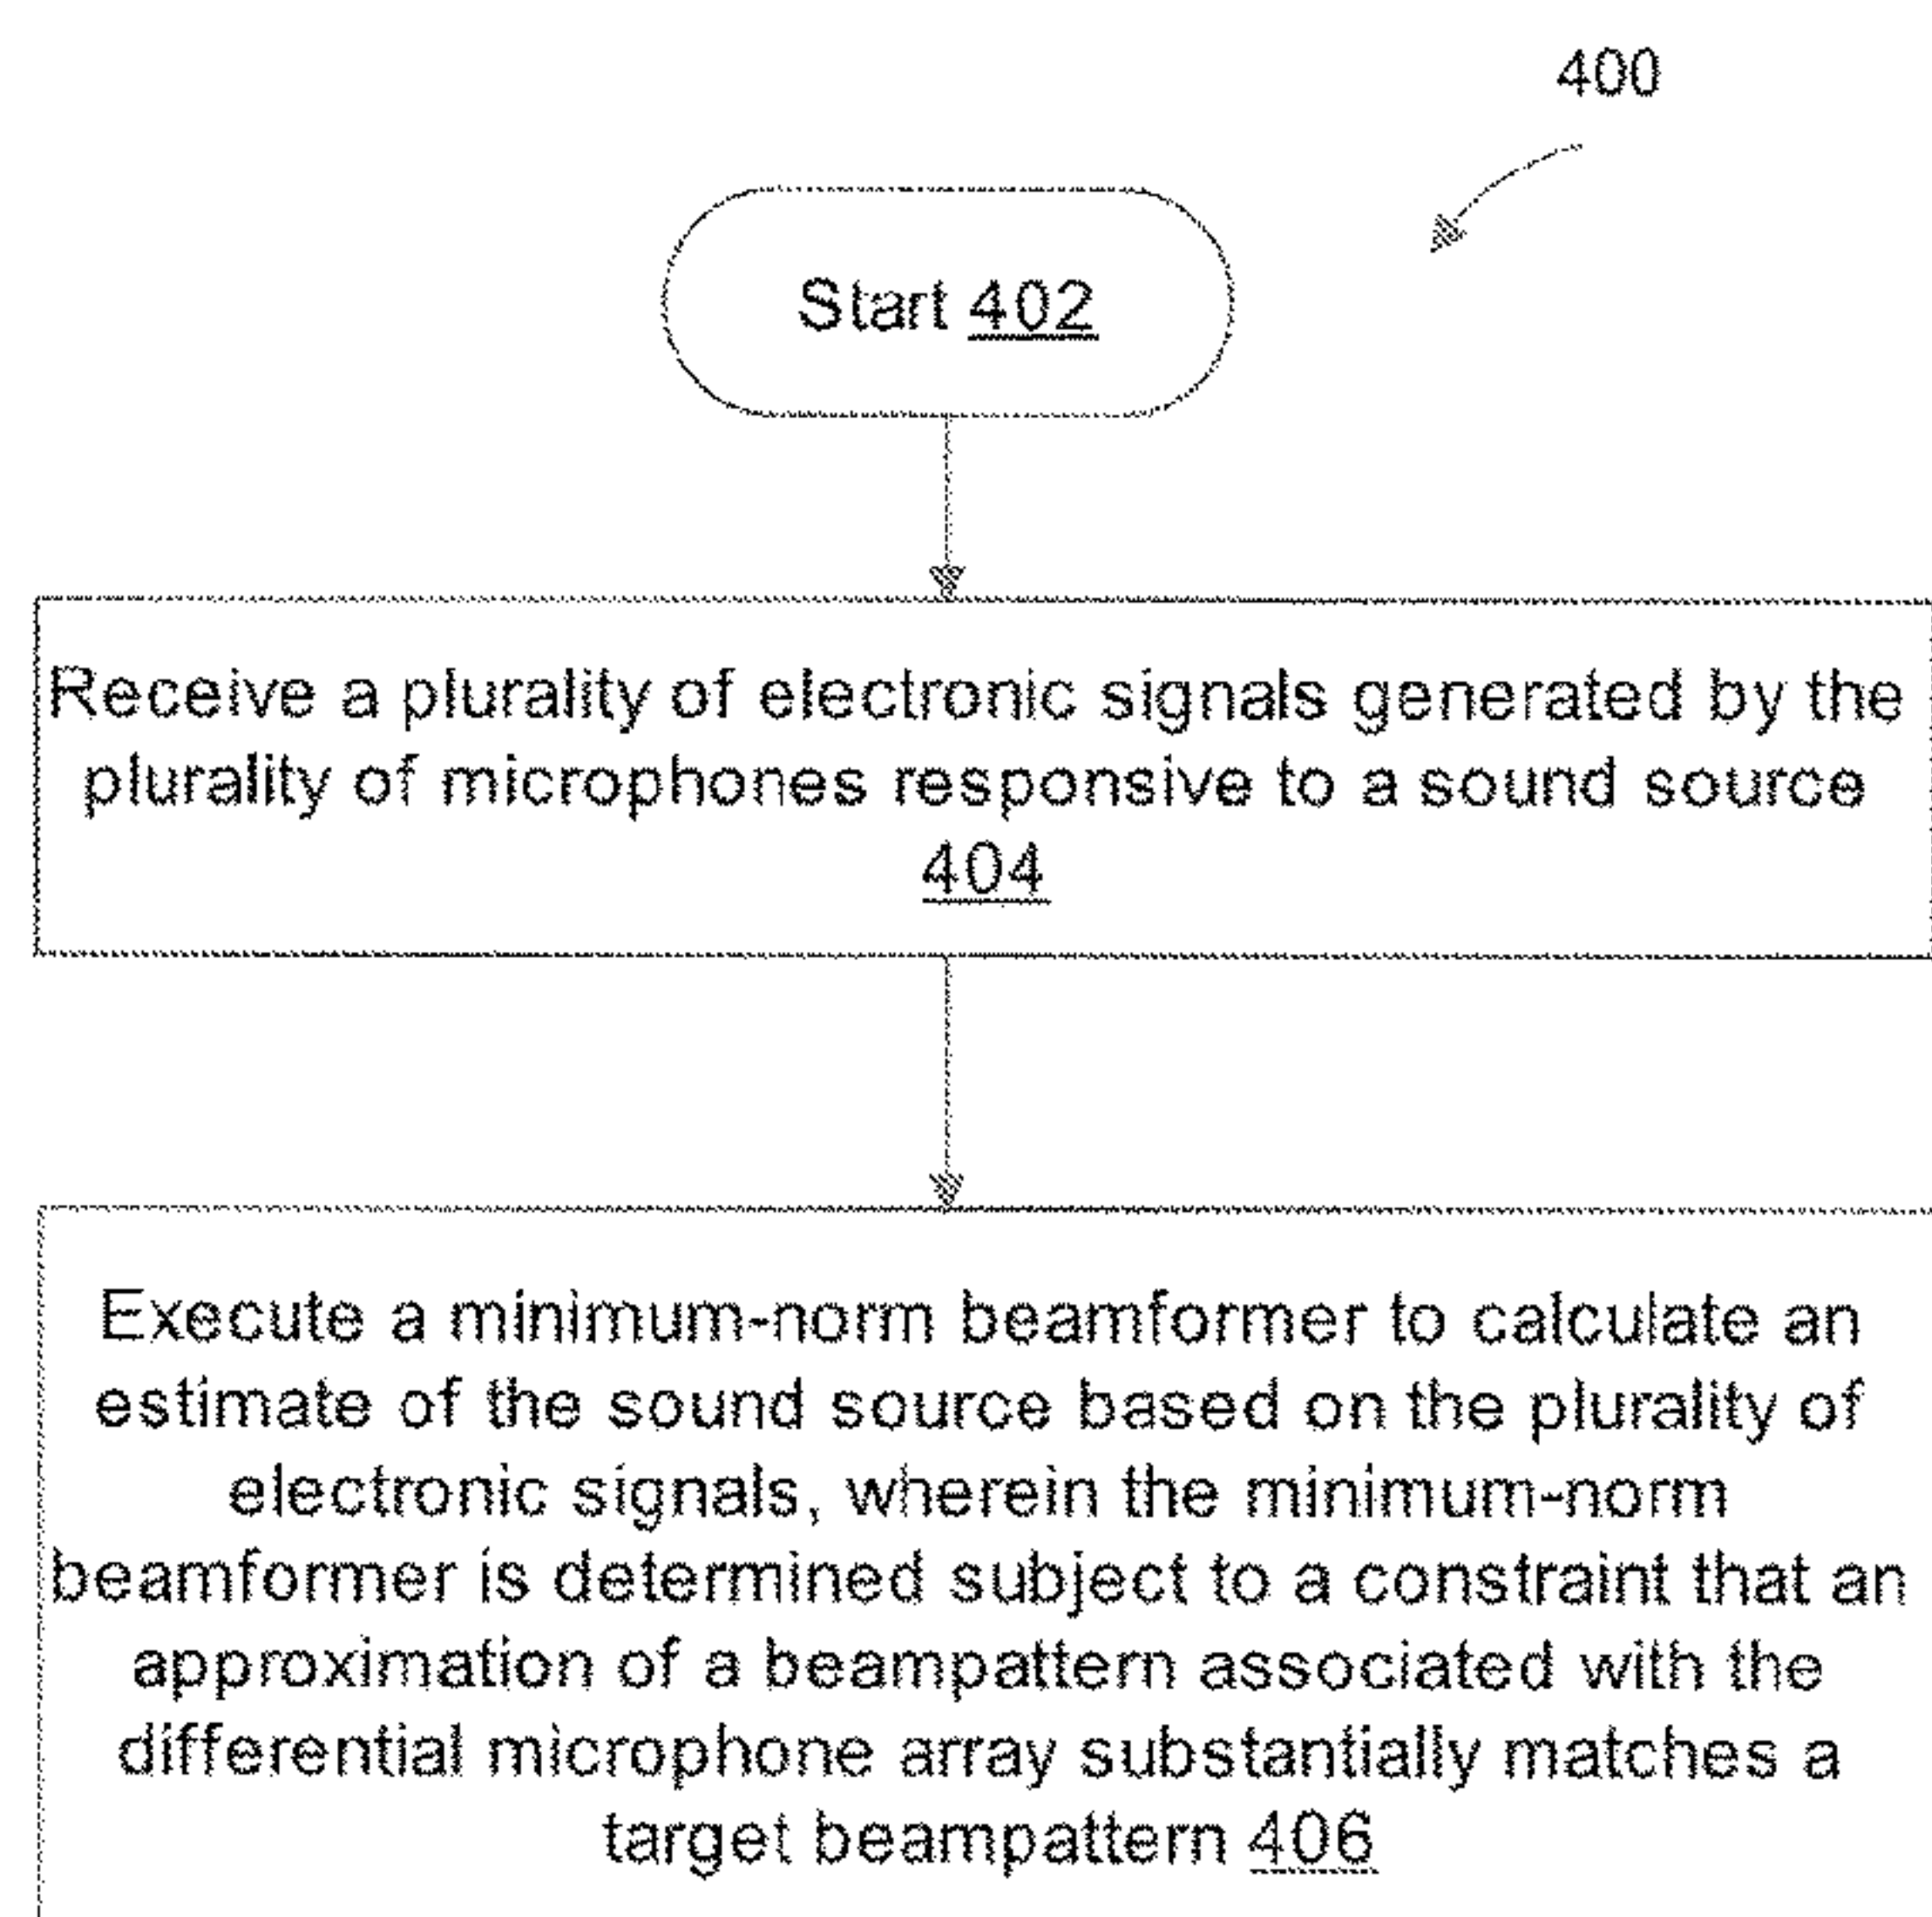 400
Start 402
Receive a plurality of electronic signals generated by the
plurality of microphones responsive to a sound source
404
Execute a minimum-norm beamformer to calculate an
estimate of the sound source based on the plurality of
electronic signals, wherein the minimum-norm
beamformer is determined subject to a constraint that an
approximation of a beampattern associated with the
differential microphone array substantially matches a
target beampattern 406